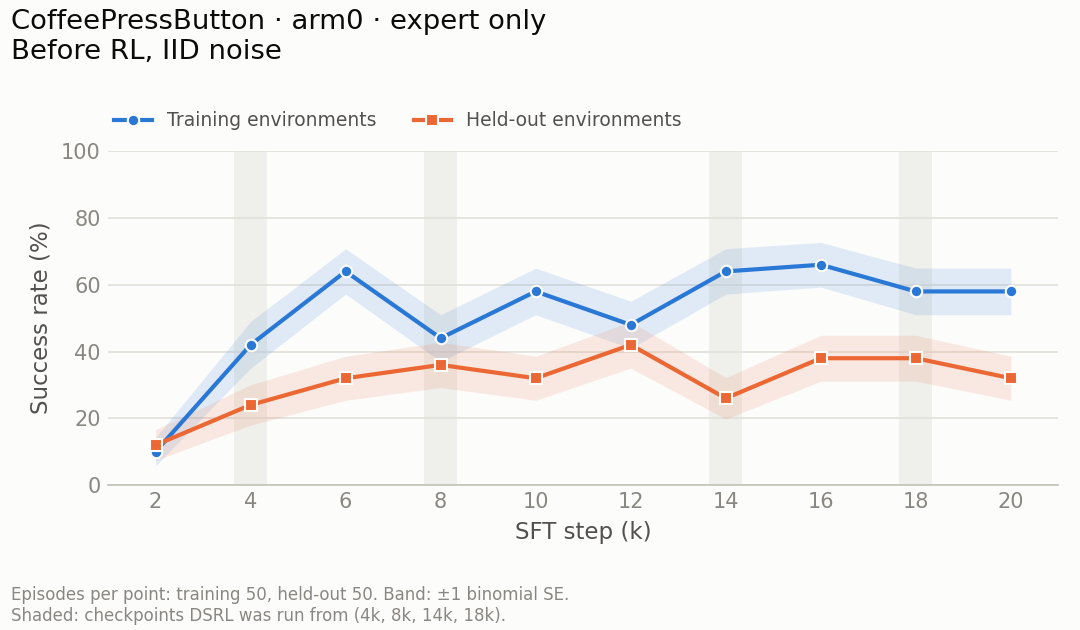 CoffeePressButton · arm0 · expert only
Before RL, IID noise
Training environments
Held-out environments
Success rate (%)
100
80
60
40
20
0
2 4 6 8 10 12 14 16 18 20
SFT step (k)
Episodes per point: training 50, held-out 50. Band: ±1 binomial SE.
Shaded: checkpoints DSRL was run from (4k, 8k, 14k, 18k).